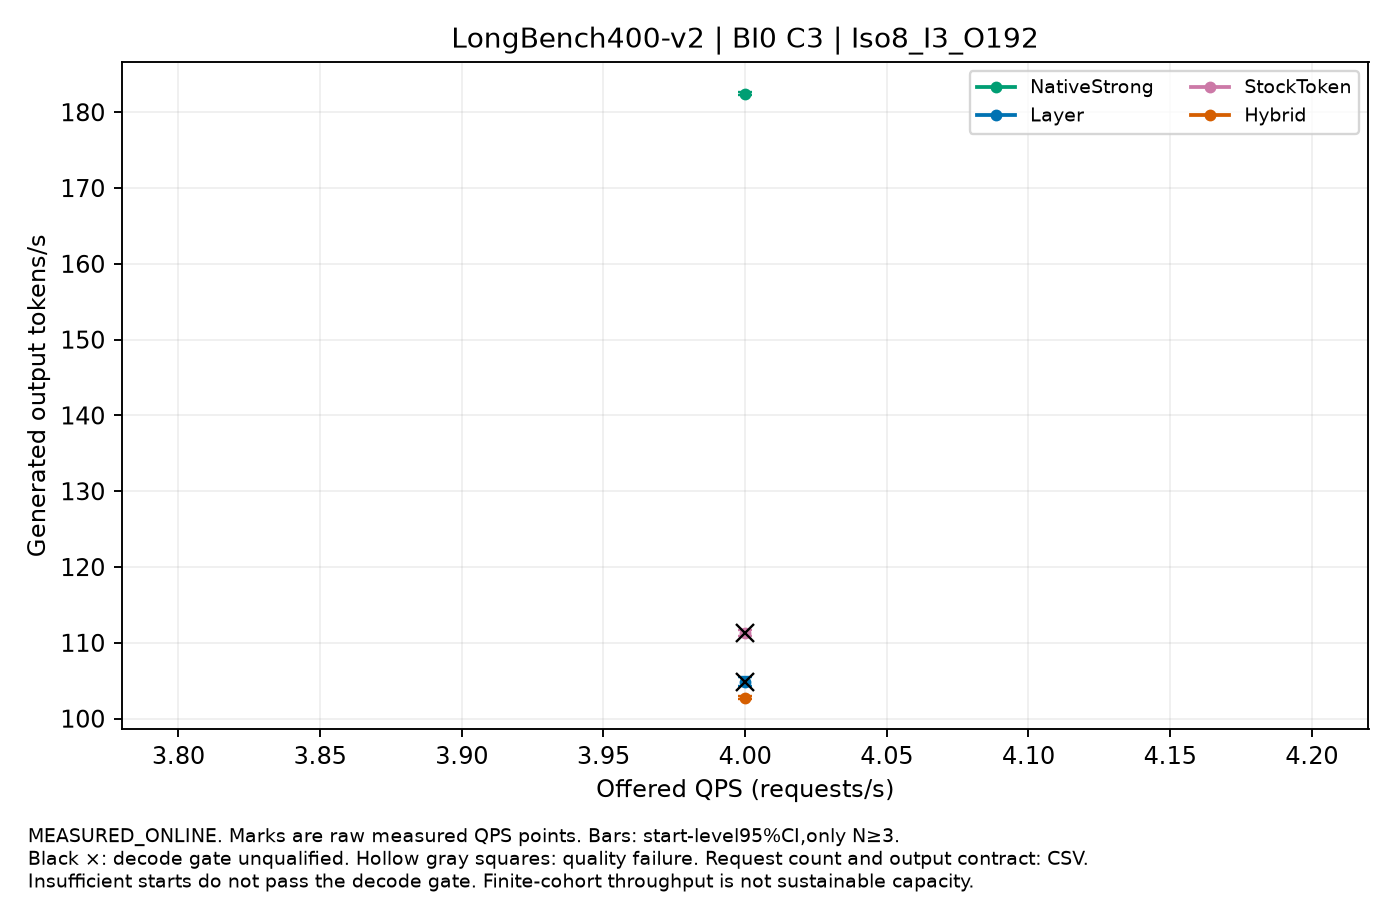 LongBench400-v2 | BI0 C3 | Iso8_I3_O192
NativeStrong
Layer
StockToken
Hybrid
Generated output tokens/s
180
170
160
150
140
130
120
110
100
3.80 3.85 3.90 3.95 4.00 4.05 4.10 4.15 4.20
Offered QPS (requests/s)
MEASURED_ONLINE. Marks are raw measured QPS points. Bars: start-level95%CI,only N≥3.
Black ×: decode gate unqualified. Hollow gray squares: quality failure. Request count and output contract: CSV.
Insufficient starts do not pass the decode gate. Finite-cohort throughput is not sustainable capacity.